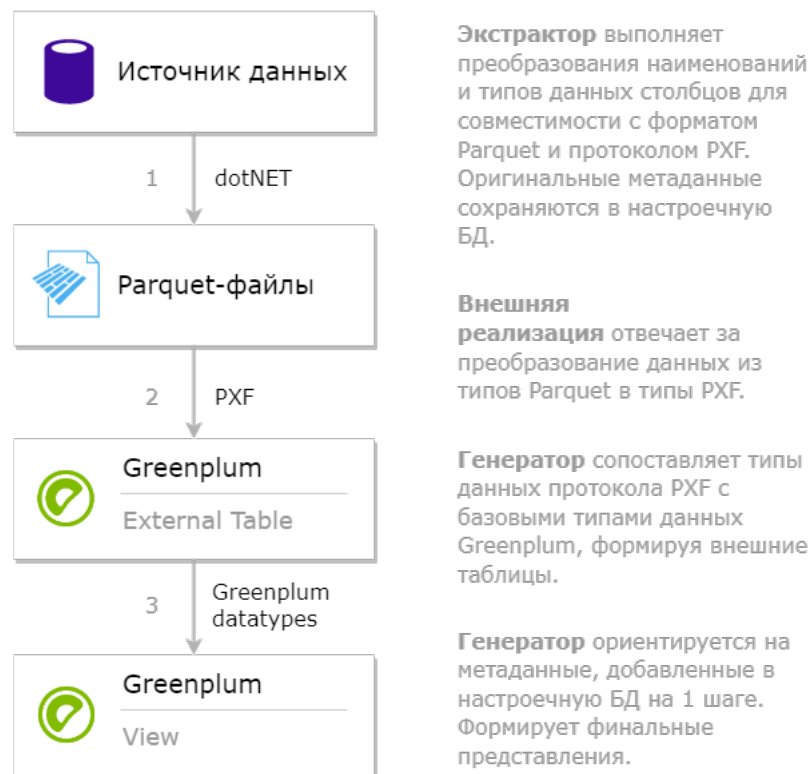 Источник данных
1
dotNET
Parquet-файлы
2
PXF
Greenplum
External Table
3
Greenplum
datatypes
Greenplum
View
Экстрактор выполняет
преобразования наименований
и типов данных столбцов для
совместимости с форматом
Parquet и протоколом PXF.
Оригинальные метаданные
сохраняются в настроечную
БД.
Внешняя
реализация отвечает за
преобразование данных из
типов Parquet в типы PXF.
Генератор сопоставляет типы
данных протокола PXF с
базовыми типами данных
Greenplum, формируя внешние
таблицы.
Генератор ориентируется на
метаданные, добавленные в
настроечную БД на 1 шаге.
Формирует финальные
представления.